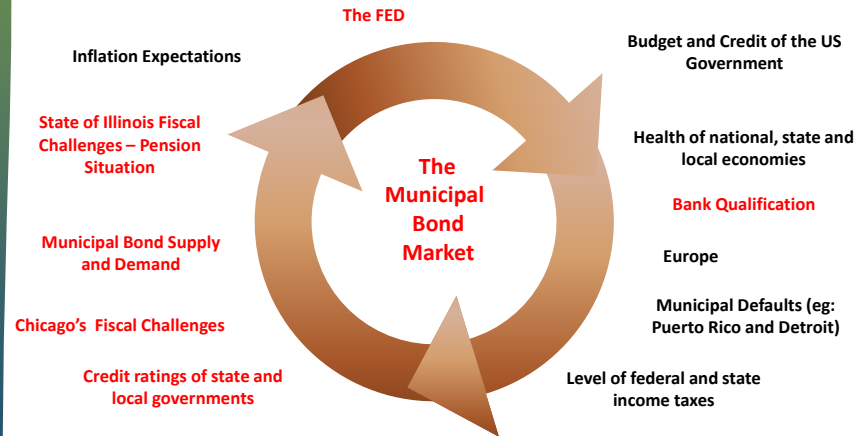 The FED
Budget and Credit of the US
Government
Health of national, state and
local economies
Bank Qualification
Europe
Municipal Defaults (eg:
Puerto Rico and Detroit)
Level of federal and state
income taxes
Credit ratings of state and
local governments
Chicago's  Fiscal Challenges
Municipal Bond Supply
and Demand
State of Illinois Fiscal
Challenges – Pension
Situation
Inflation Expectations
The
Municipal
Bond
Market